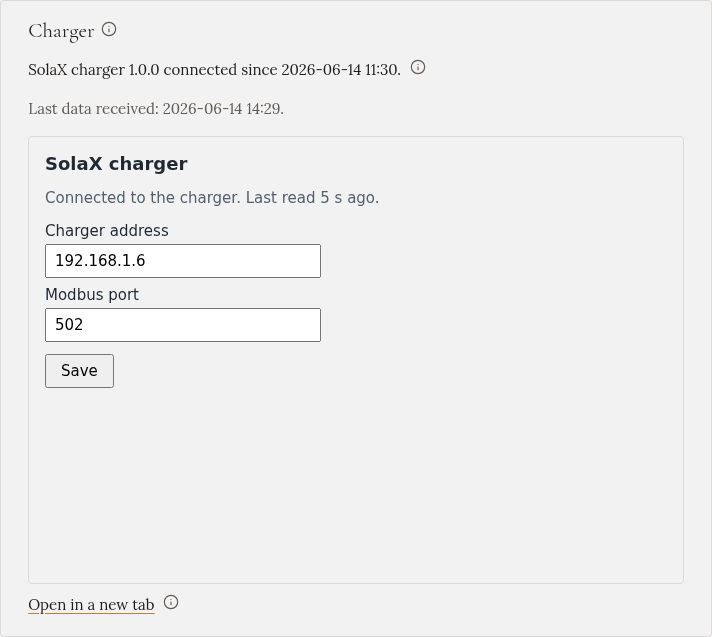 Charger
SolaX charger 1.0.0 connected since 2026-06-14 11:30.
Last data received: 2026-06-14 14:29.
SolaX charger
Connected to the charger. Last read 5 s ago.
Charger address
192.168.1.6
Modbus port
502
Save
Open in a new tab